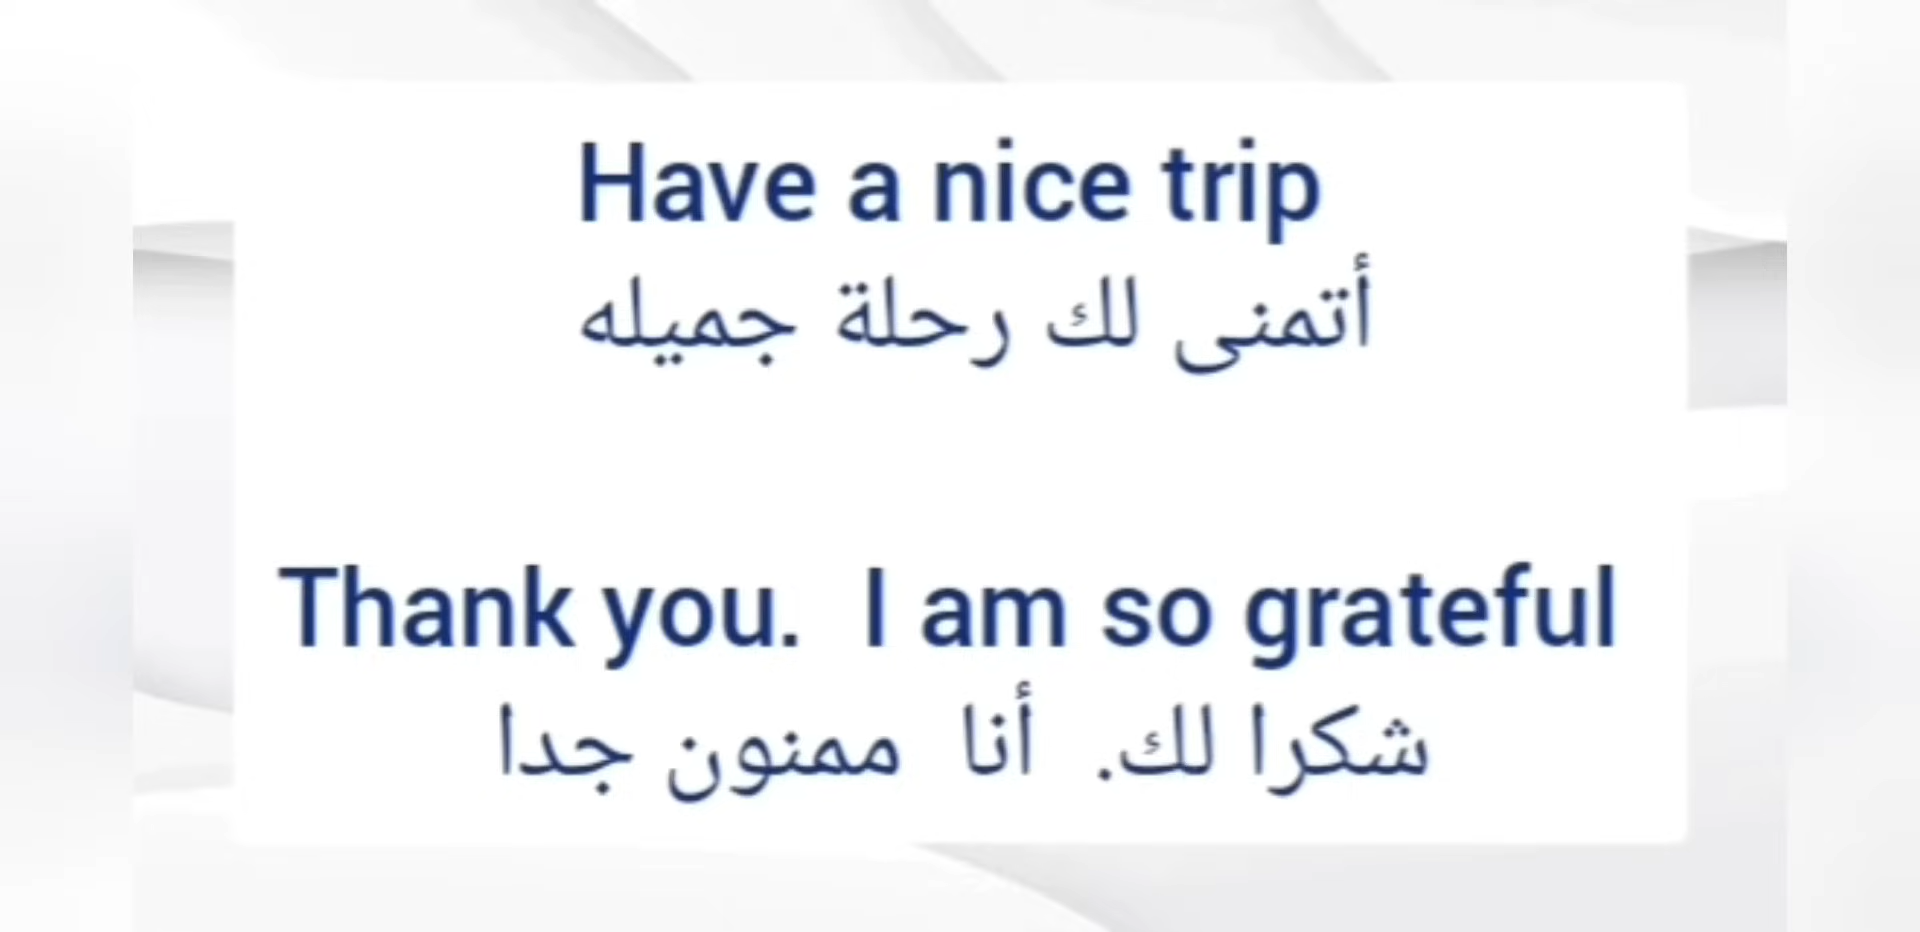 Have a nice trip
أتمنى لك رحلة جميله
Thank you.  I am so grateful
شكرا لك.  أنا  ممنون جدا